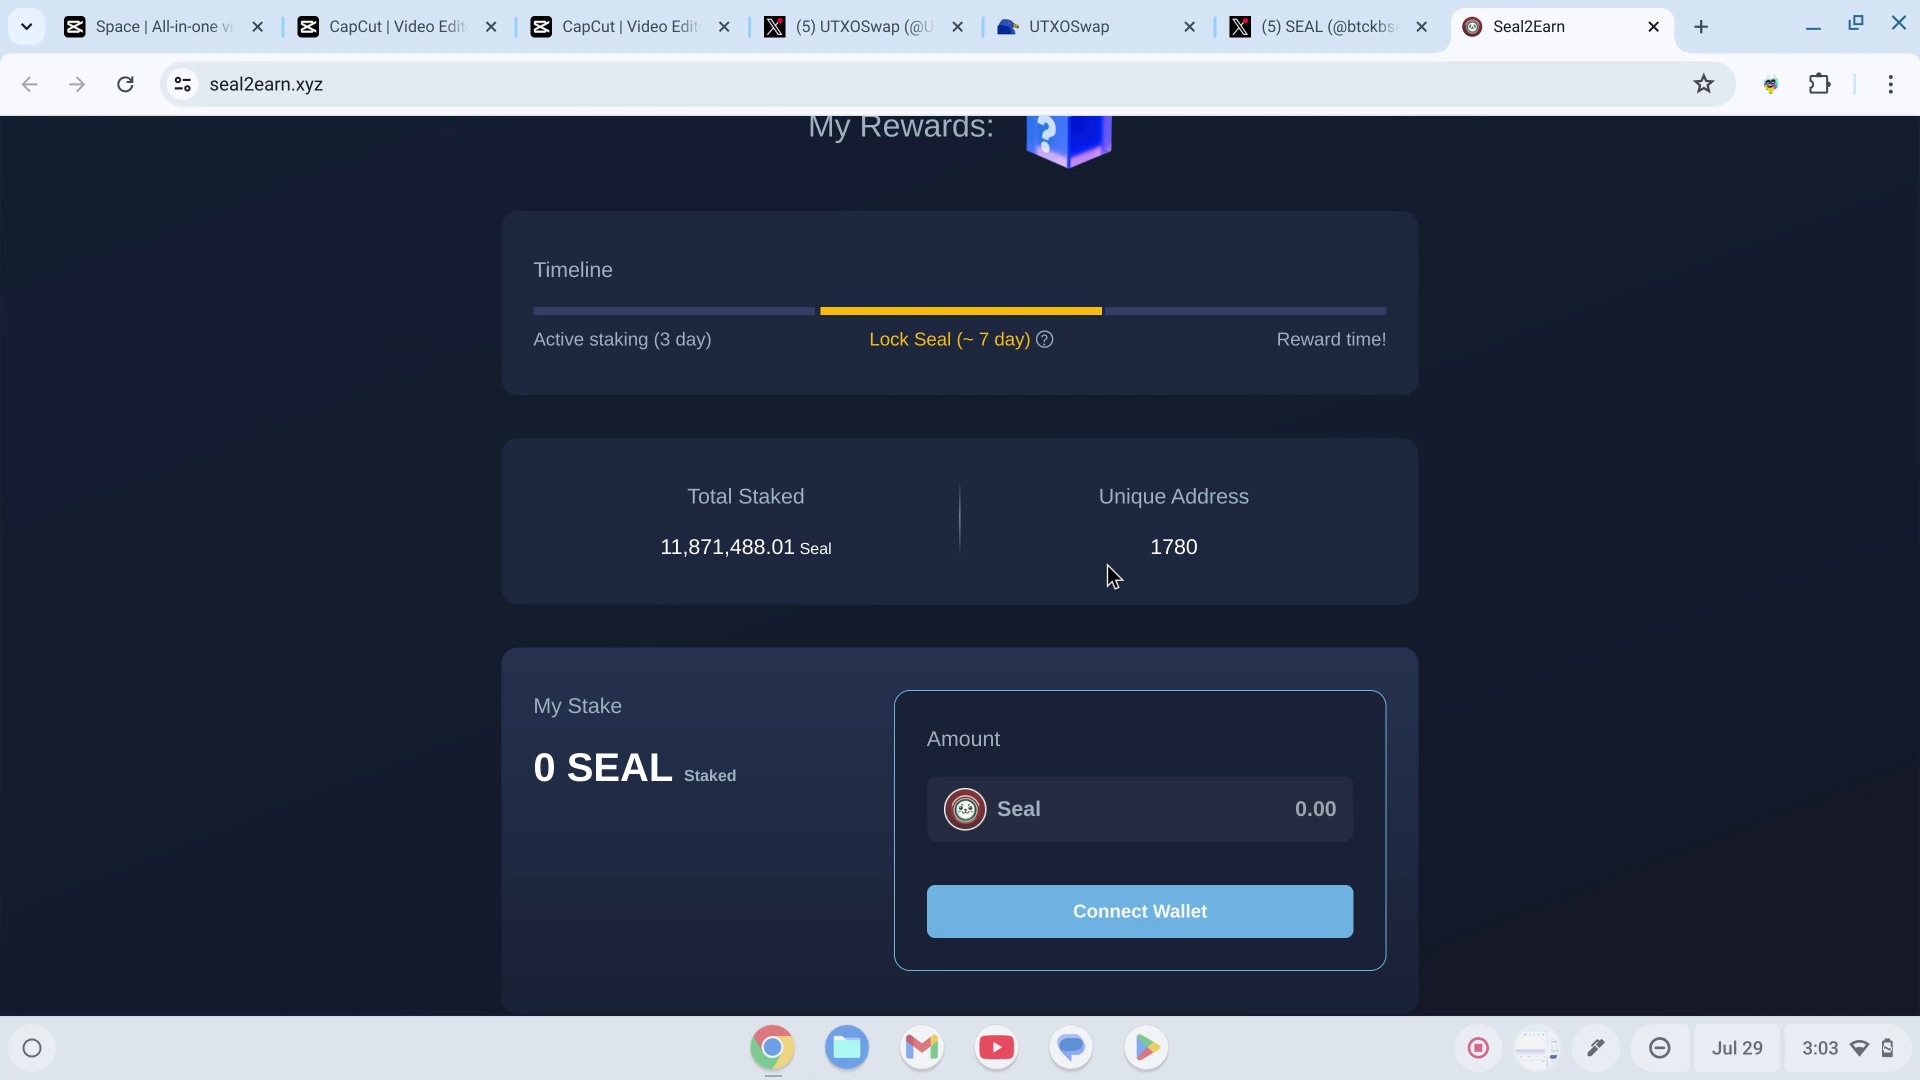 Space | All-in-one vi
CapCut | Video Edit
CapCut | Video Edit
(5) UTXOSwap (@U
UTXOSwap
(5) SEAL (@btckbse
Seal2Earn
seal2earn.xyz
My Rewards:
?
Timeline
Active staking (3 day)
Lock Seal (~ 7 day) ?
Reward time!
Total Staked
Unique Address
11,871,488.01 Seal
1780
My Stake
0 SEAL Staked
Amount
Seal
0.00
Connect Wallet
Jul 29
3:03